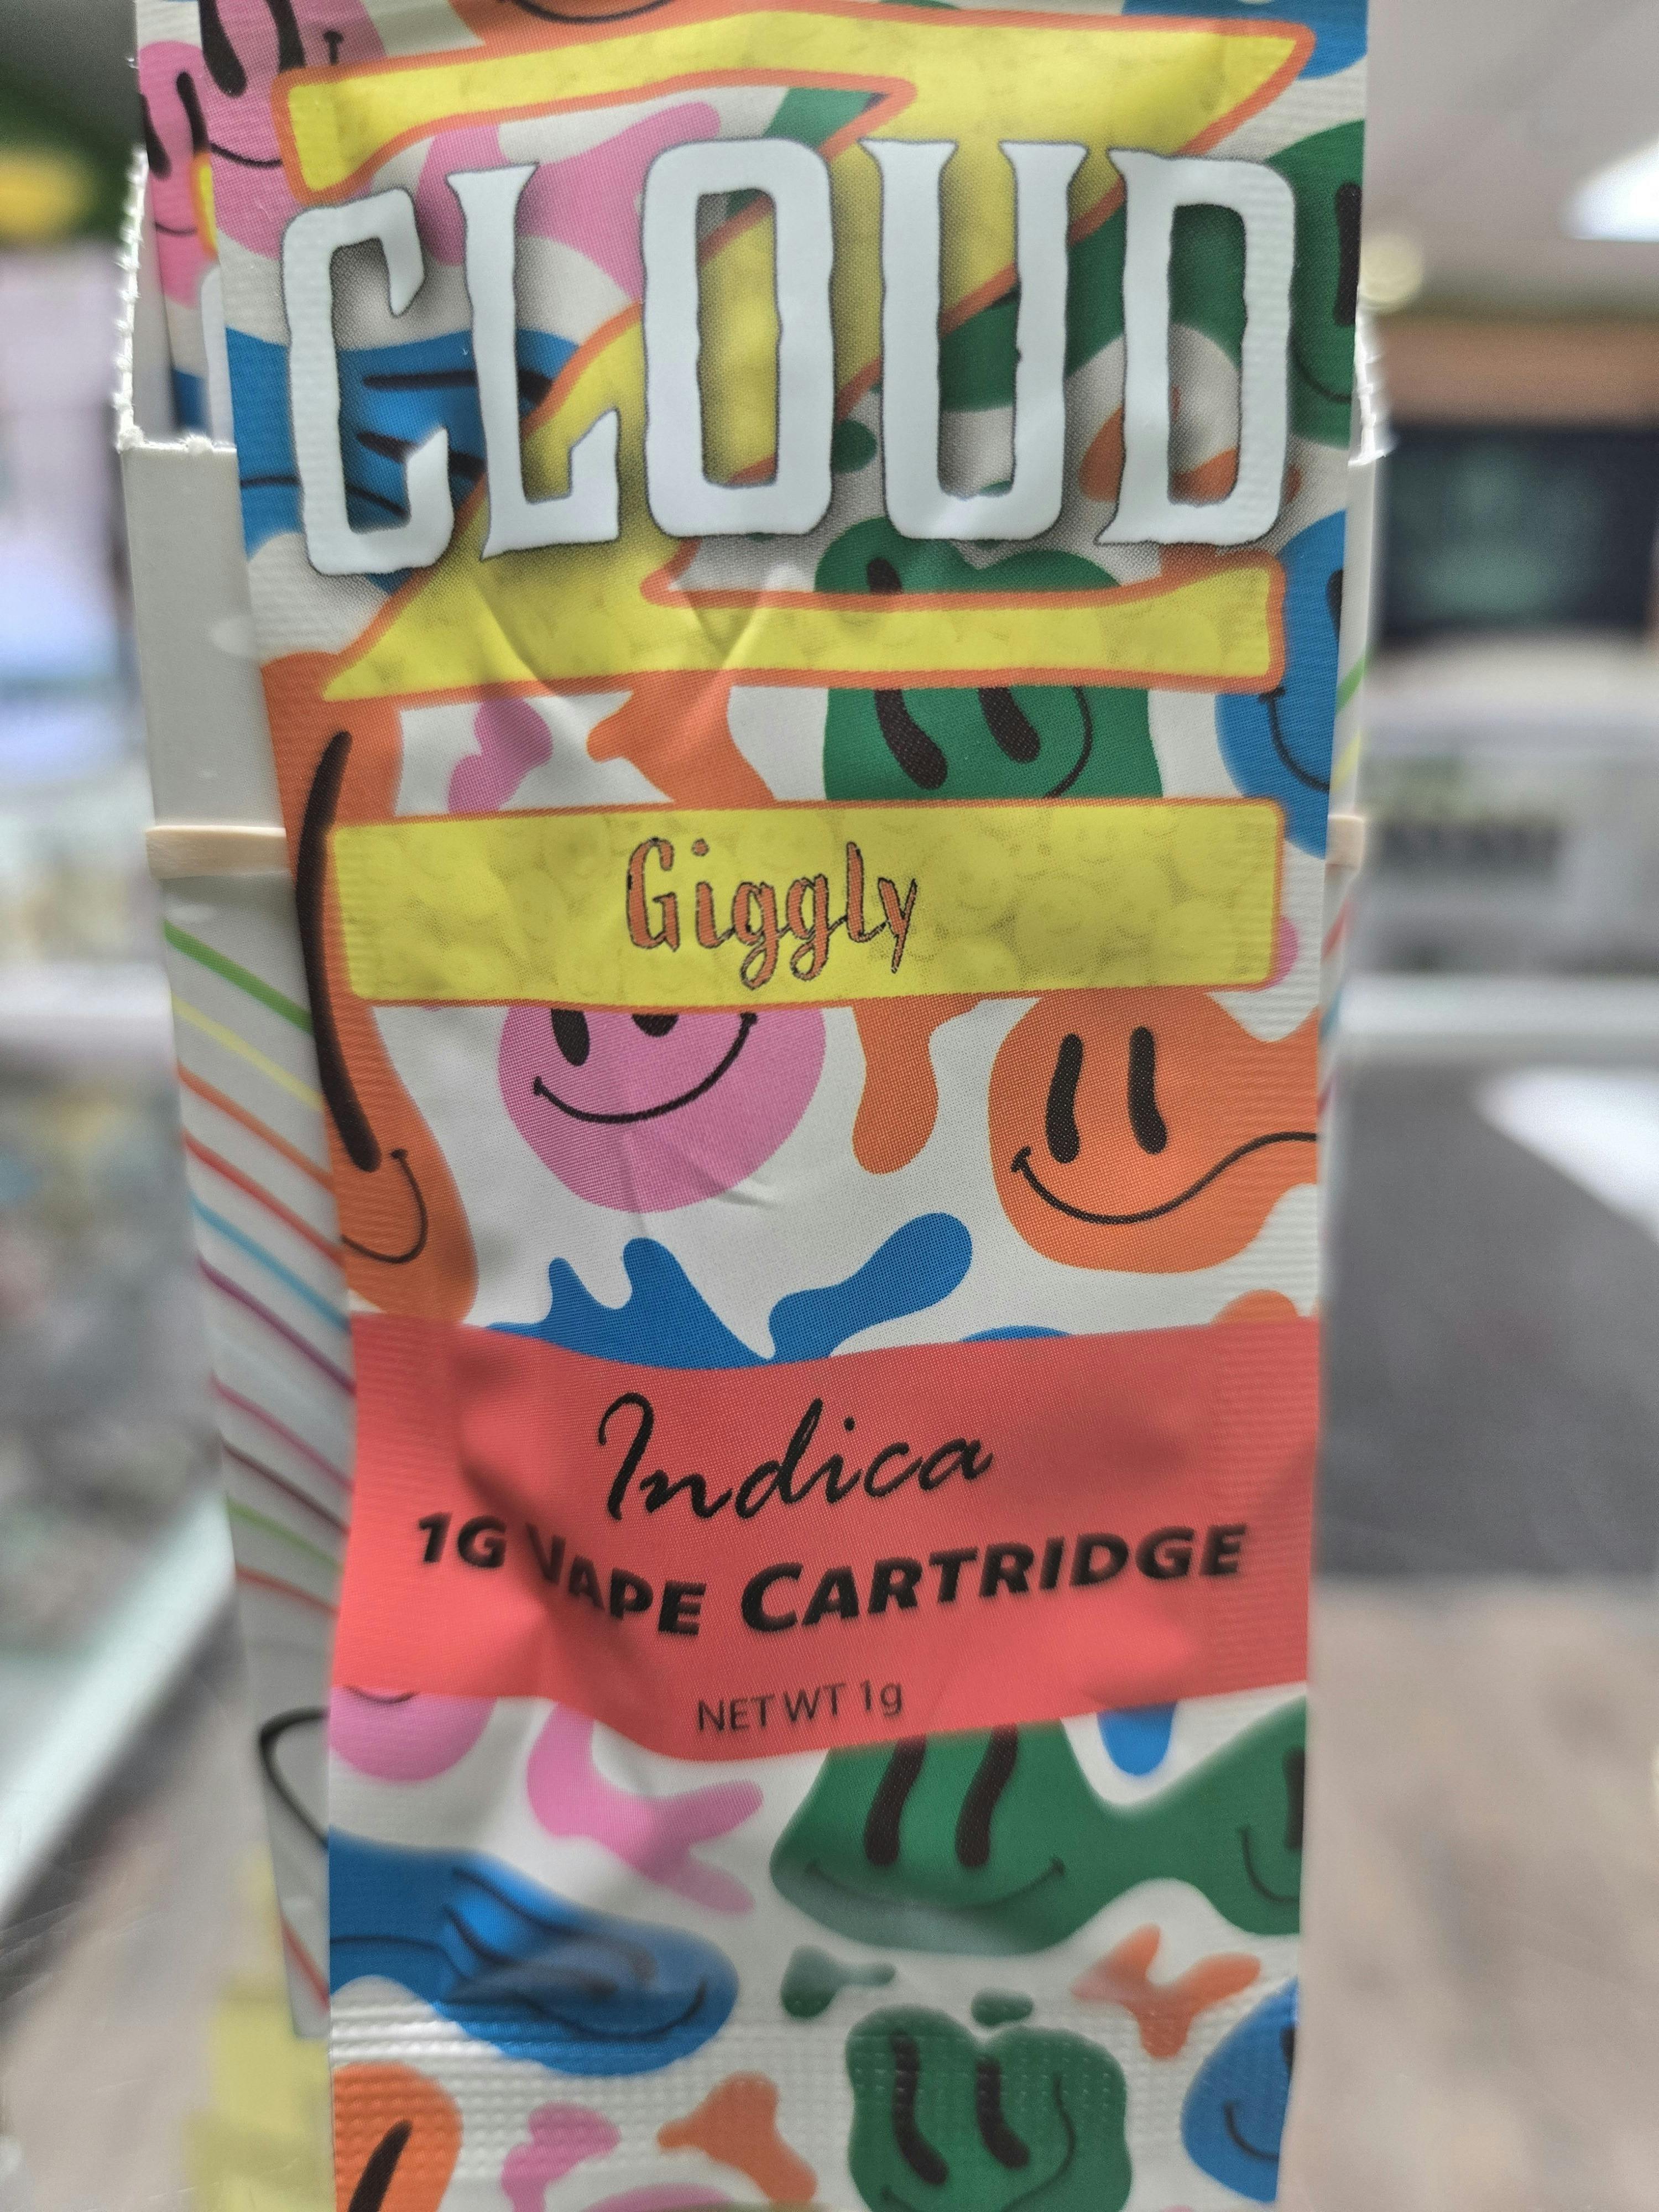 Z
CLOUD
Giggly
Indica
1G VAPE CARTRIDGE
NET WT 1g